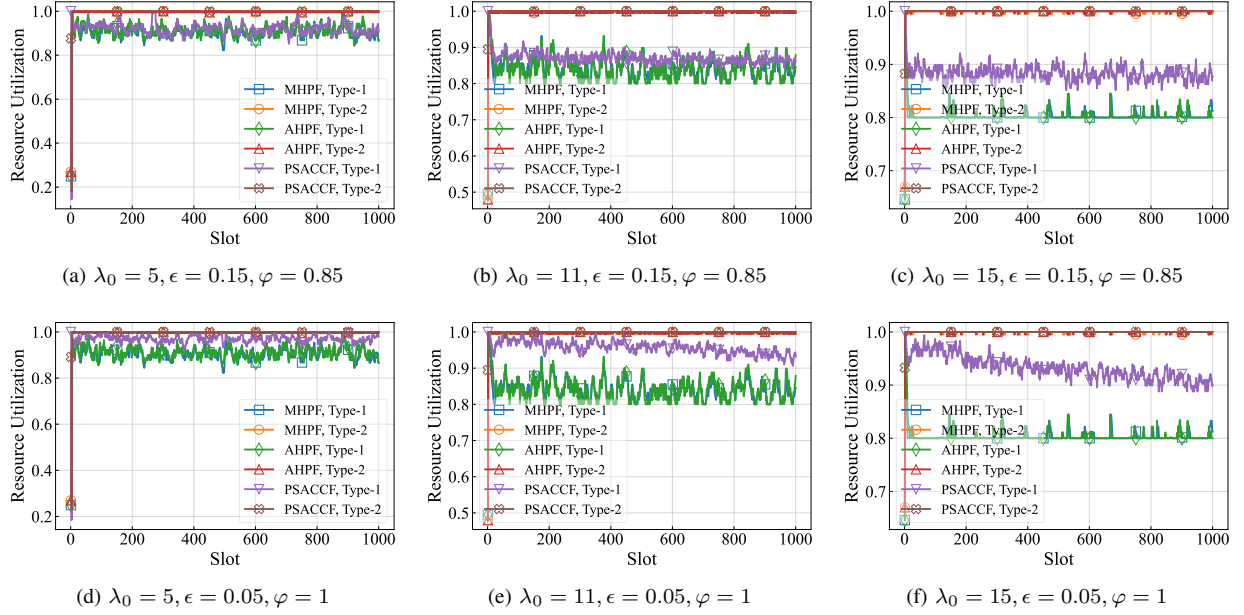 Resource Utilization
1.0
0.8
0.6
0.4
0.2
0
200
400
600
800
1000
Slot
MHPF, Type-1
MHPF, Type-2
AHPF, Type-1
AHPF, Type-2
PSACCF, Type-1
PSACCF, Type-2
(a) λ₀ = 5, ϵ = 0.15, φ = 0.85
Resource Utilization
1.0
0.9
0.8
0.7
0.6
0.5
0
200
400
600
800
1000
Slot
MHPF, Type-1
MHPF, Type-2
AHPF, Type-1
AHPF, Type-2
PSACCF, Type-1
PSACCF, Type-2
(b) λ₀ = 11, ϵ = 0.15, φ = 0.85
Resource Utilization
1.0
0.9
0.8
0.7
0
200
400
600
800
1000
Slot
MHPF, Type-1
MHPF, Type-2
AHPF, Type-1
AHPF, Type-2
PSACCF, Type-1
PSACCF, Type-2
(c) λ₀ = 15, ϵ = 0.15, φ = 0.85
Resource Utilization
1.0
0.8
0.6
0.4
0.2
0
200
400
600
800
1000
Slot
MHPF, Type-1
MHPF, Type-2
AHPF, Type-1
AHPF, Type-2
PSACCF, Type-1
PSACCF, Type-2
(d) λ₀ = 5, ϵ = 0.05, φ = 1
Resource Utilization
1.0
0.9
0.8
0.7
0.6
0.5
0
200
400
600
800
1000
Slot
MHPF, Type-1
MHPF, Type-2
AHPF, Type-1
AHPF, Type-2
PSACCF, Type-1
PSACCF, Type-2
(e) λ₀ = 11, ϵ = 0.05, φ = 1
Resource Utilization
1.0
0.9
0.8
0.7
0
200
400
600
800
1000
Slot
MHPF, Type-1
MHPF, Type-2
AHPF, Type-1
AHPF, Type-2
PSACCF, Type-1
PSACCF, Type-2
(f) λ₀ = 15, ϵ = 0.05, φ = 1